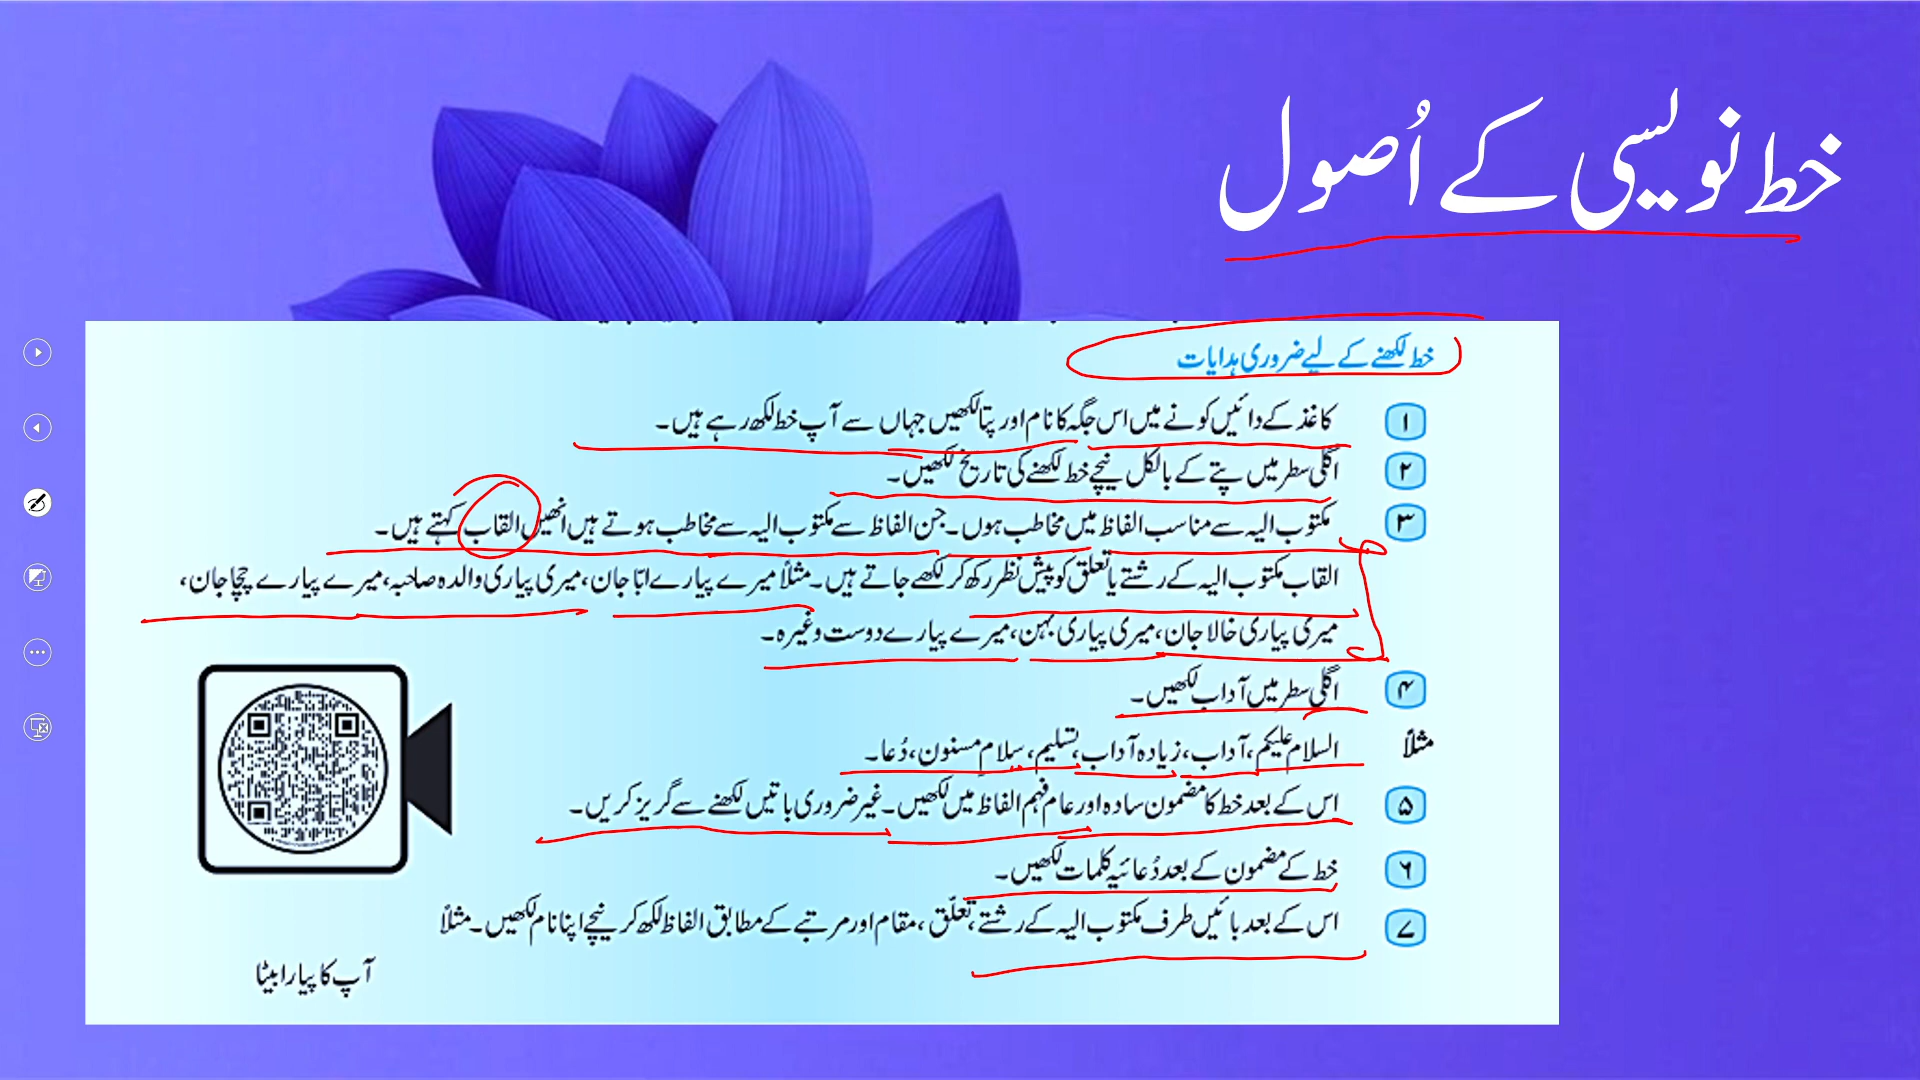 خط نویسی کے اُصول
خط لکھنے کے لیے ضروری ہدایات
۱ کاغذ کے دائیں کونے میں اس جگہ کا نام اور پتا لکھیں جہاں سے آپ خط لکھ رہے ہیں۔
۲ اگلی سطر میں پتے کے بالکل نیچے خط لکھنے کی تاریخ لکھیں۔
۳ مکتوب الیہ سے مناسب الفاظ میں مخاطب ہوں۔ جن الفاظ سے مکتوب الیہ سے مخاطب ہوتے ہیں انھیں القاب کہتے ہیں۔
القاب مکتوب الیہ کے رشتے یا تعلق کو پیش نظر رکھ کر لکھے جاتے ہیں۔ مثلاً میرے پیارے ابّا جان، میری پیاری والدہ صاحبہ، میرے پیارے چچا جان،
میری پیاری خالا جان، میری پیاری بہن، میرے پیارے دوست وغیرہ۔
۴ اگلی سطر میں آداب لکھیں۔
مثلاً السلام علیکم، آداب، زیادہ آداب، تسلیم، سلامِ مسنون، دُعا۔
۵ اس کے بعد خط کا مضمون سادہ اور عام فہم الفاظ میں لکھیں۔ غیر ضروری باتیں لکھنے سے گریز کریں۔
۶ خط کے مضمون کے بعد دُعائیہ کلمات لکھیں۔
۷ اس کے بعد بائیں طرف مکتوب الیہ کے رشتے، تعلّق، مقام اور مرتبے کے مطابق الفاظ لکھ کر نیچے اپنا نام لکھیں۔ مثلاً
آپ کا پیارا بیٹا